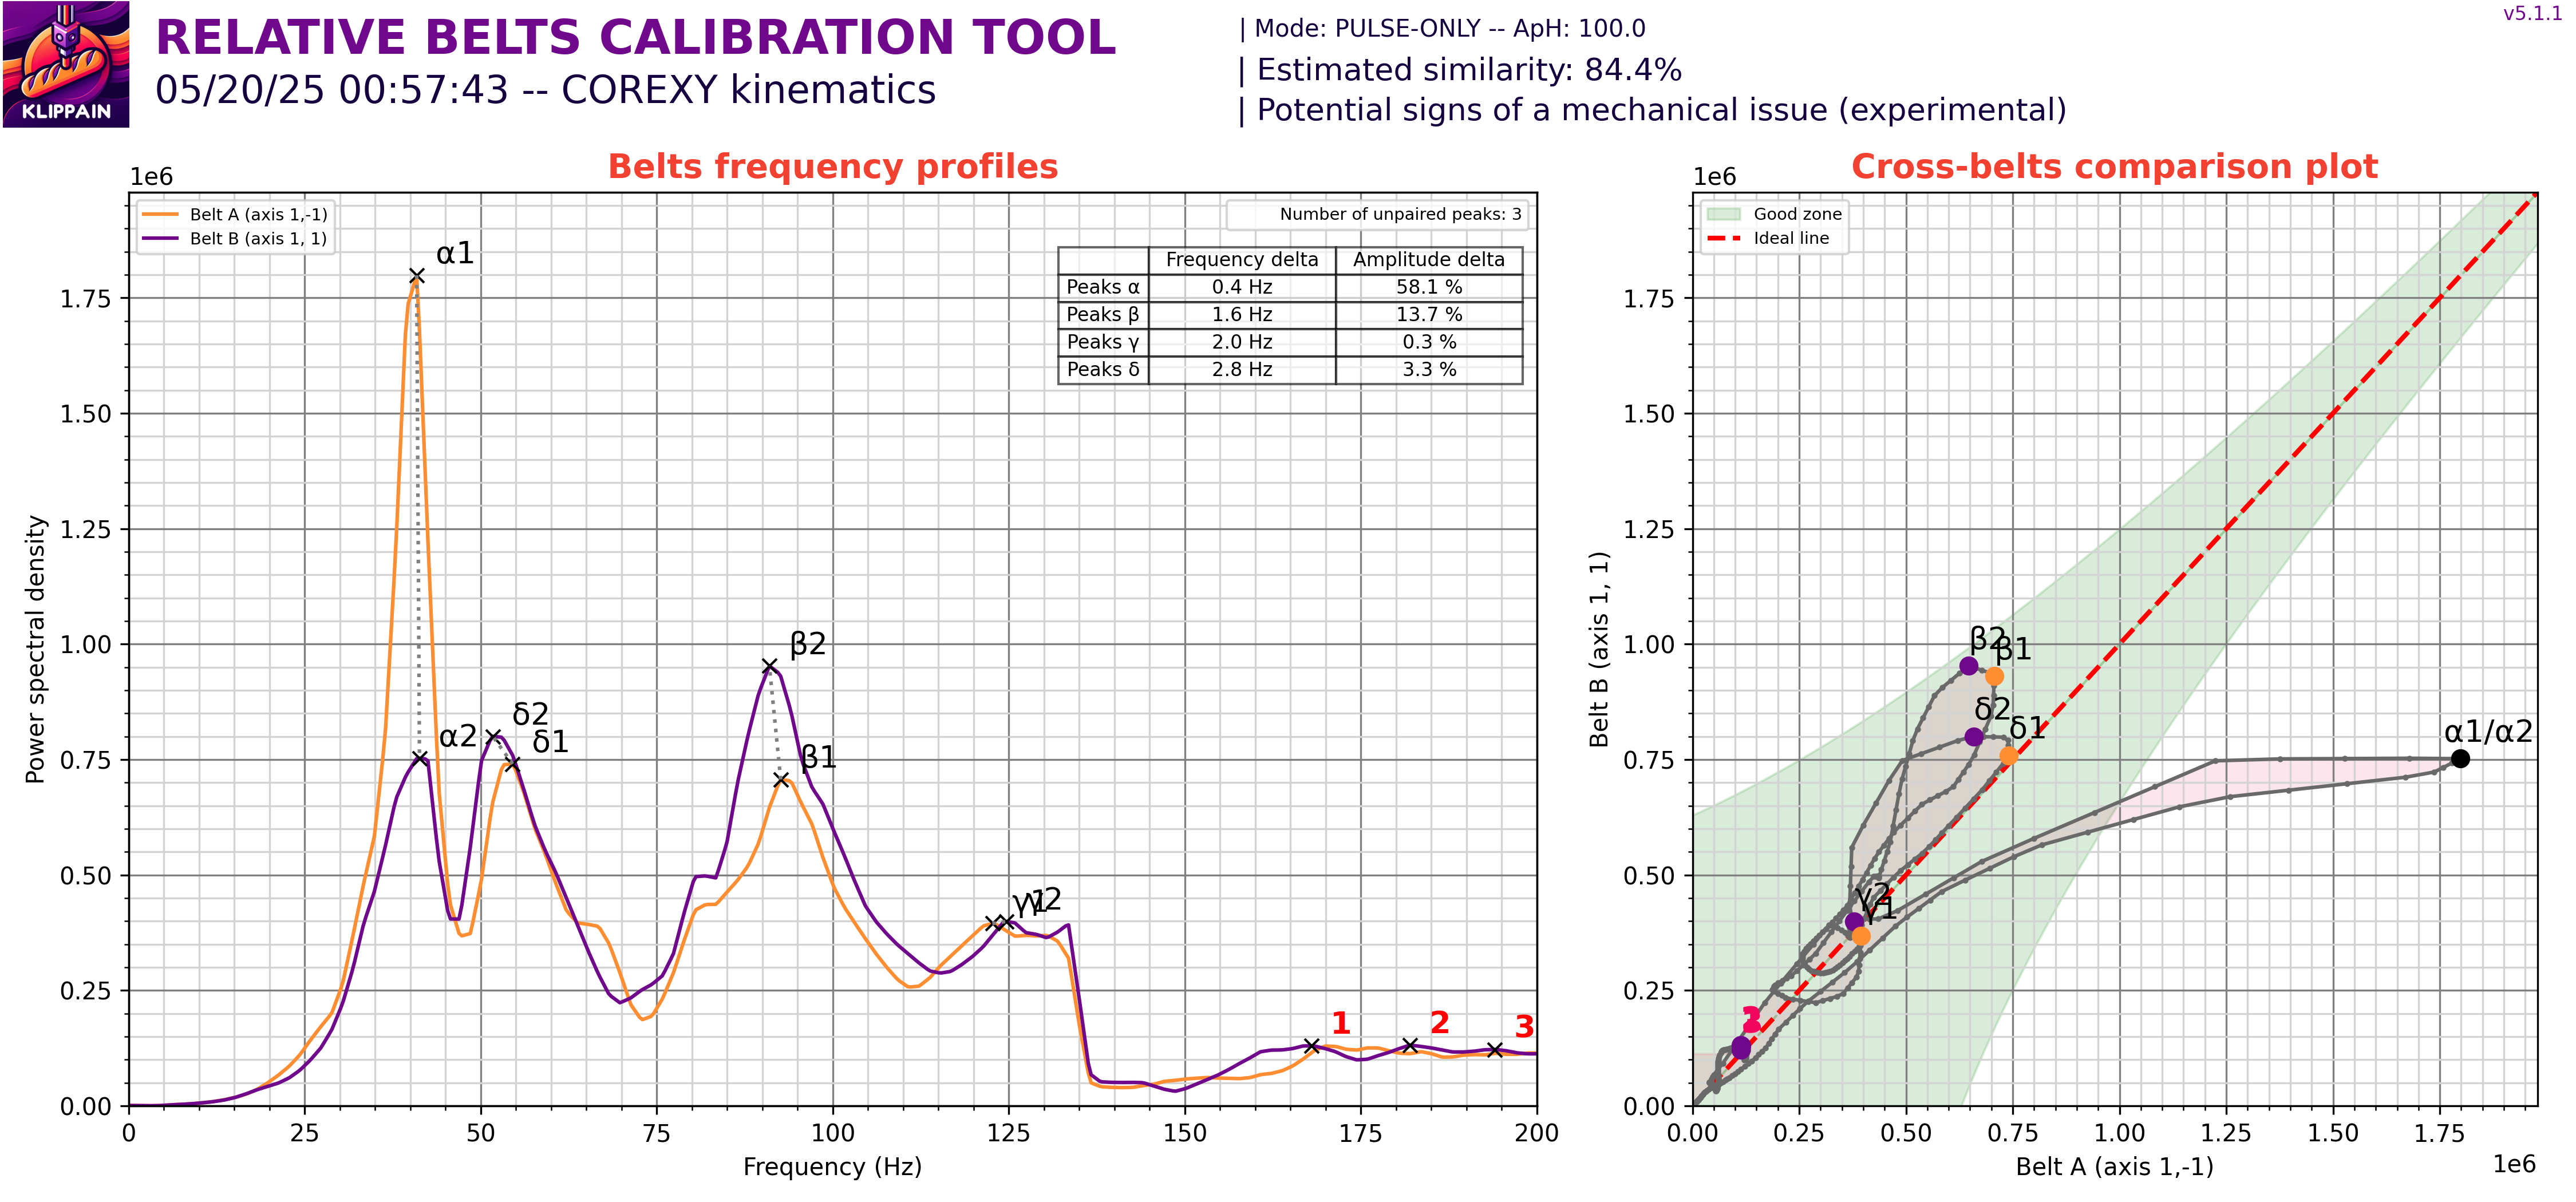 v5.1.1
KLIPPAIN
RELATIVE BELTS CALIBRATION TOOL
05/20/25 00:57:43 -- COREXY kinematics
| Mode: PULSE-ONLY -- ApH: 100.0
| Estimated similarity: 84.4%
| Potential signs of a mechanical issue (experimental)
Belts frequency profiles
1e6
Belt A (axis 1,-1)
Belt B (axis 1, 1)
Number of unpaired peaks: 3
Frequency delta Amplitude delta
Peaks α 0.4 Hz 58.1 %
Peaks β 1.6 Hz 13.7 %
Peaks γ 2.0 Hz 0.3 %
Peaks δ 2.8 Hz 3.3 %
α1
α2
δ2
δ1
β2
β1
γ1
γ2
1
2
3
1.75
1.50
1.25
1.00
0.75
0.50
0.25
0.00
Power spectral density
0 25 50 75 100 125 150 175 200
Frequency (Hz)
Cross-belts comparison plot
1e6
Good zone
Ideal line
β2
β1
δ2
δ1
α1/α2
γ2
γ1
1.75
1.50
1.25
1.00
0.75
0.50
0.25
0.00
Belt B (axis 1, 1)
0.00 0.25 0.50 0.75 1.00 1.25 1.50 1.75
Belt A (axis 1,-1)
1e6